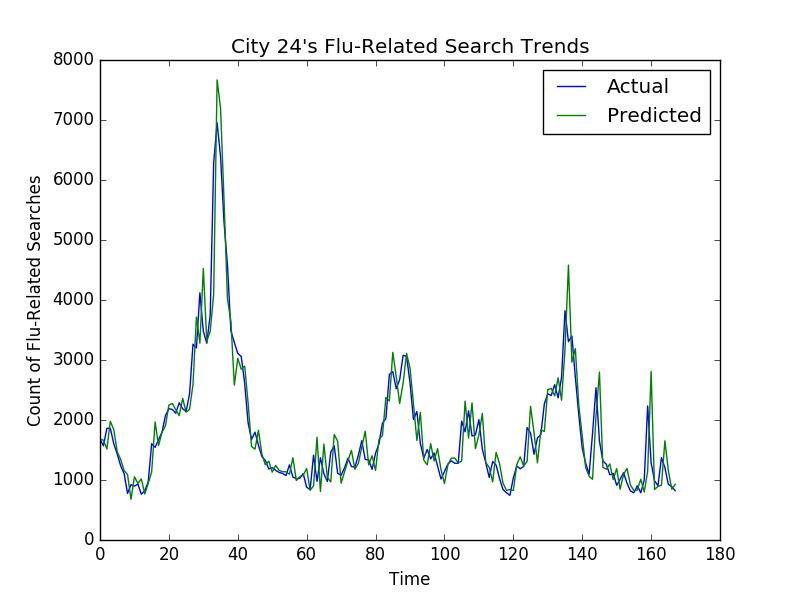 City 24's Flu-Related Search Trends
Actual
Predicted
Count of Flu-Related Searches
8000
7000
6000
5000
4000
3000
2000
1000
0
0 20 40 60 80 100 120 140 160 180
Time